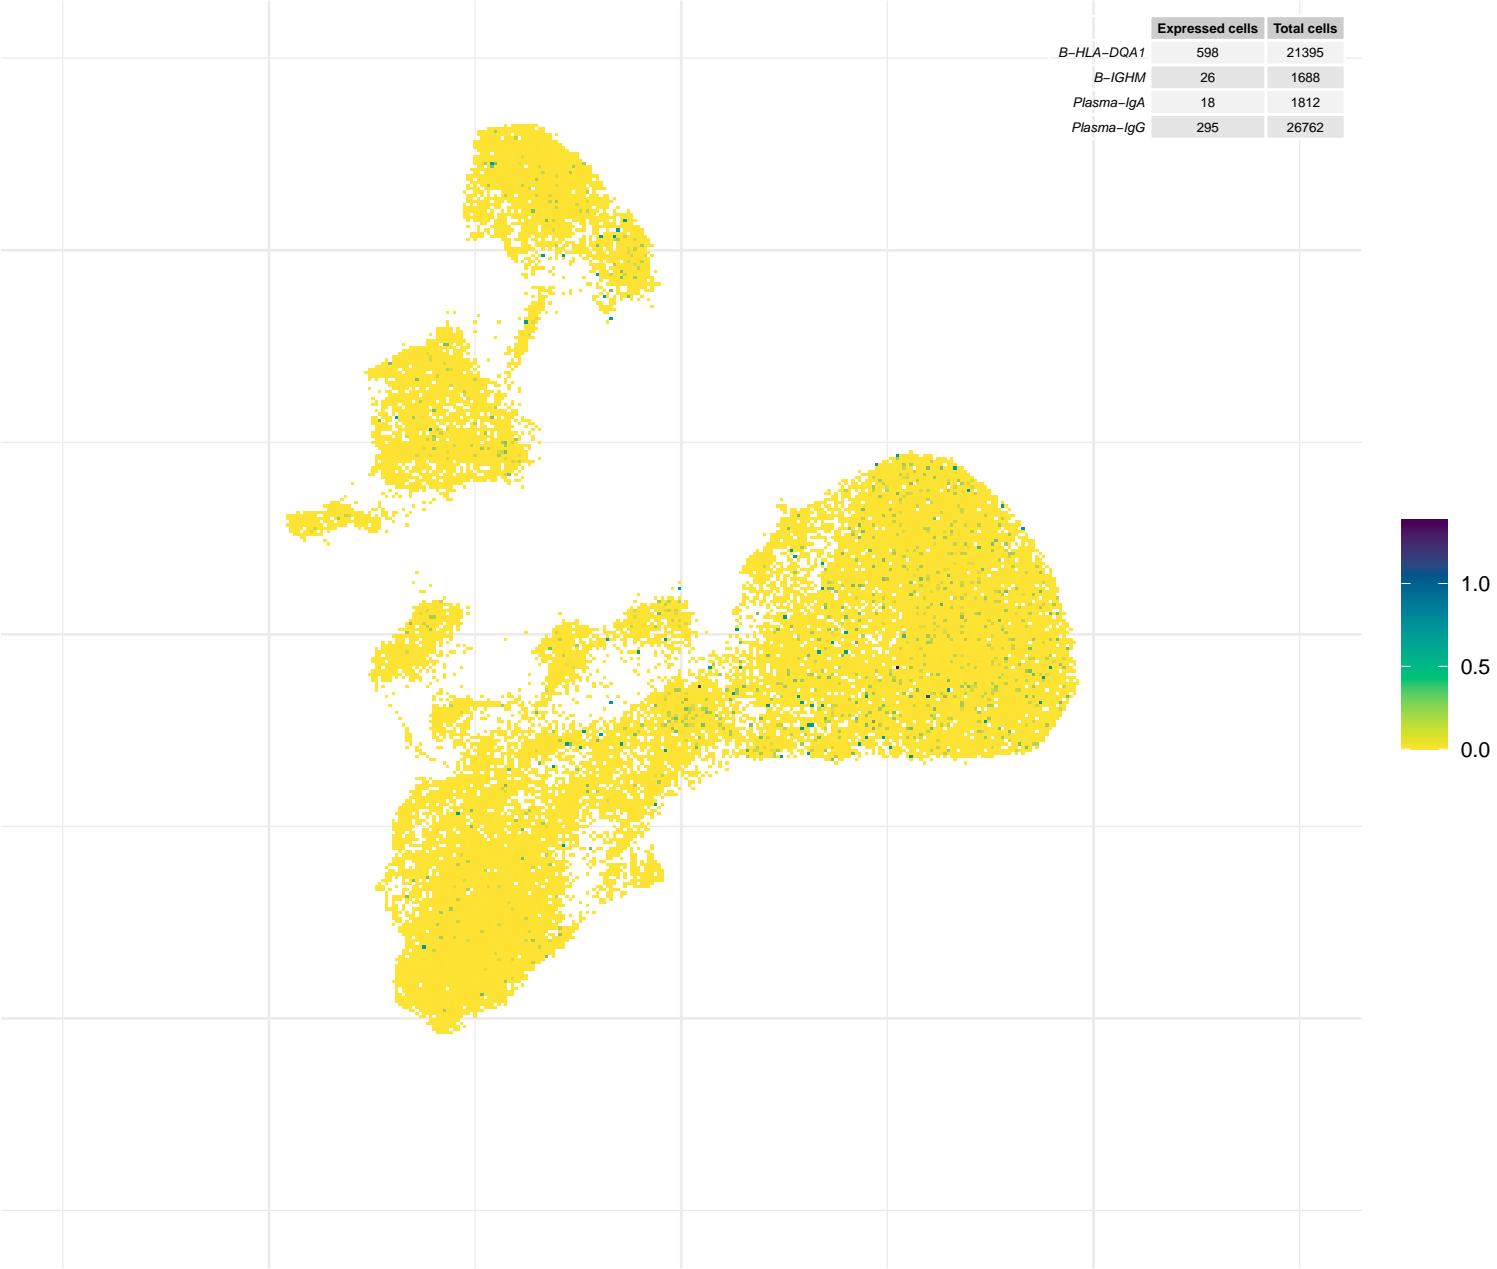 Expressed cells Total cells
B−HLA−DQA1 598 21395
B−IGHM 26 1688
Plasma−IgA 18 1812
Plasma−IgG 295 26762
1.0
0.5
0.0